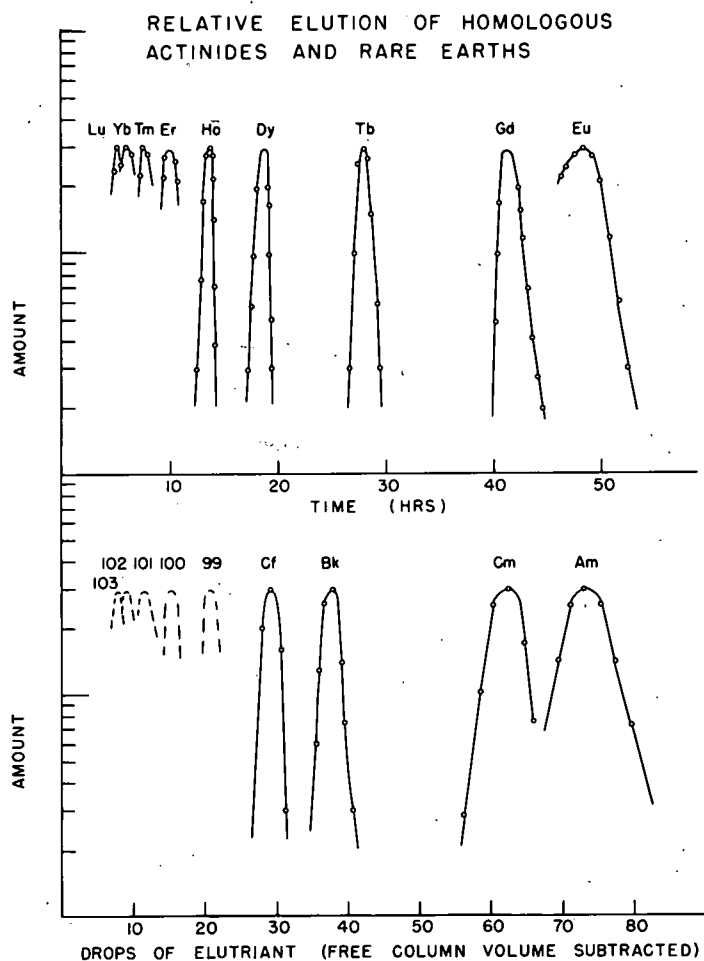 RELATIVE ELUTION OF HOMOLOGOUS
ACTINIDES AND RARE EARTHS
Lu Yb Tm Er Ho Dy Tb Gd Eu
AMOUNT
10 20 30 40 50
TIME (HRS)
102 101 100 99 Cf Bk Cm Am
103
AMOUNT
10 20 30 40 50 60 70 80
DROPS OF ELUTRIANT (FREE COLUMN VOLUME SUBTRACTED)